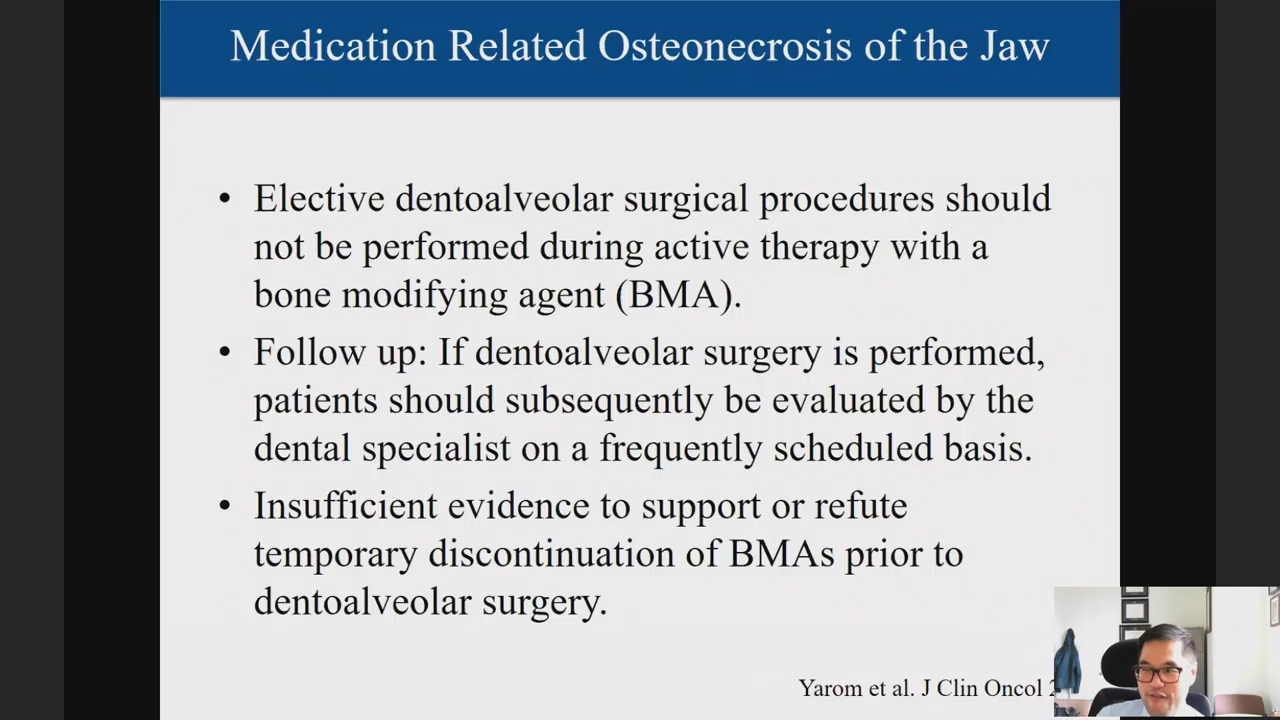 Medication Related Osteonecrosis of the Jaw
• Elective dentoalveolar surgical procedures should
not be performed during active therapy with a
bone modifying agent (BMA).
• Follow up: If dentoalveolar surgery is performed,
patients should subsequently be evaluated by the
dental specialist on a frequently scheduled basis.
• Insufficient evidence to support or refute
temporary discontinuation of BMAs prior to
dentoalveolar surgery.
Yarom et al. J Clin Oncol